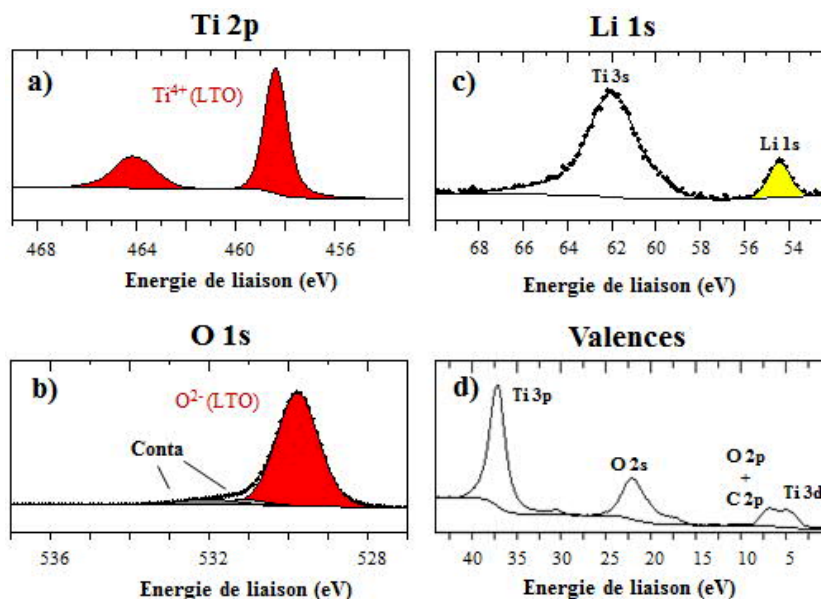 Ti 2p
a)
Ti⁴⁺ (LTO)
468 464 460 456
Energie de liaison (eV)
Li 1s
c)
Ti 3s
Li 1s
68 66 64 62 60 58 56 54
Energie de liaison (eV)
O 1s
b)
O²⁻ (LTO)
Conta
536 532 528
Energie de liaison (eV)
Valences
d)
Ti 3p
O 2s
O 2p
+
C 2p
Ti 3d
40 35 30 25 20 15 10 5
Energie de liaison (eV)